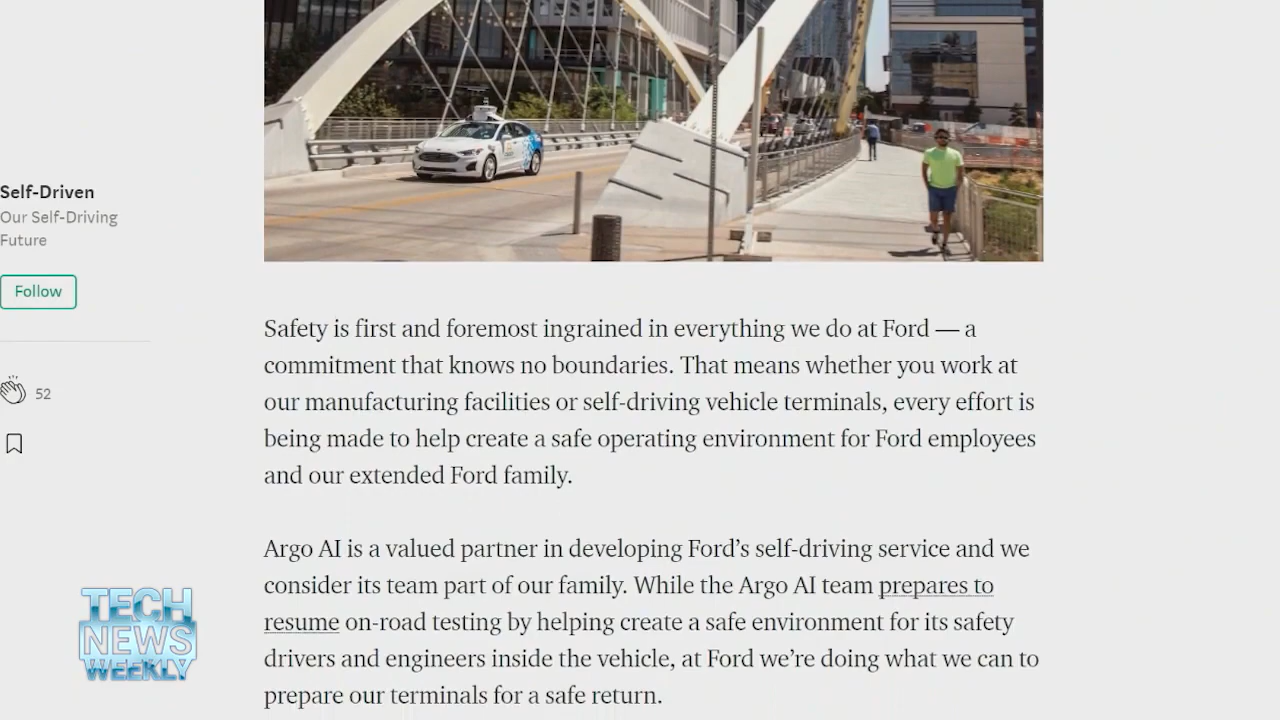 Self-Driven
Our Self-Driving
Future
Follow
52
Safety is first and foremost ingrained in everything we do at Ford — a
commitment that knows no boundaries. That means whether you work at
our manufacturing facilities or self-driving vehicle terminals, every effort is
being made to help create a safe operating environment for Ford employees
and our extended Ford family.
Argo AI is a valued partner in developing Ford’s self-driving service and we
consider its team part of our family. While the Argo AI team prepares to
resume on-road testing by helping create a safe environment for its safety
drivers and engineers inside the vehicle, at Ford we’re doing what we can to
prepare our terminals for a safe return.
TECH
NEWS
WEEKLY